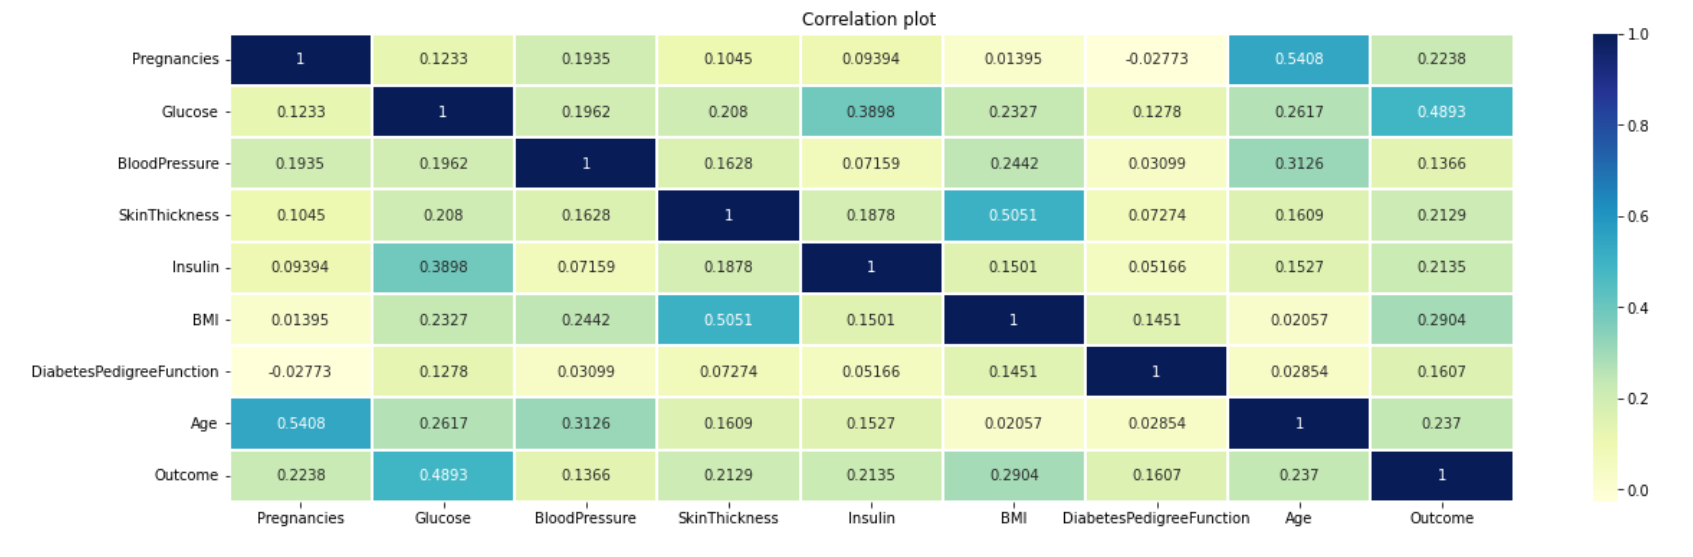 Correlation plot
Pregnancies 1 0.1233 0.1935 0.1045 0.09394 0.01395 -0.02773 0.5408 0.2238
Glucose 0.1233 1 0.1962 0.208 0.3898 0.2327 0.1278 0.2617 0.4893
BloodPressure 0.1935 0.1962 1 0.1628 0.07159 0.2442 0.03099 0.3126 0.1366
SkinThickness 0.1045 0.208 0.1628 1 0.1878 0.5051 0.07274 0.1609 0.2129
Insulin 0.09394 0.3898 0.07159 0.1878 1 0.1501 0.05166 0.1527 0.2135
BMI 0.01395 0.2327 0.2442 0.5051 0.1501 1 0.1451 0.02057 0.2904
DiabetesPedigreeFunction -0.02773 0.1278 0.03099 0.07274 0.05166 0.1451 1 0.02854 0.1607
Age 0.5408 0.2617 0.3126 0.1609 0.1527 0.02057 0.02854 1 0.237
Outcome 0.2238 0.4893 0.1366 0.2129 0.2135 0.2904 0.1607 0.237 1
Pregnancies Glucose BloodPressure SkinThickness Insulin BMI DiabetesPedigreeFunction Age Outcome
1.0
0.8
0.6
0.4
0.2
0.0